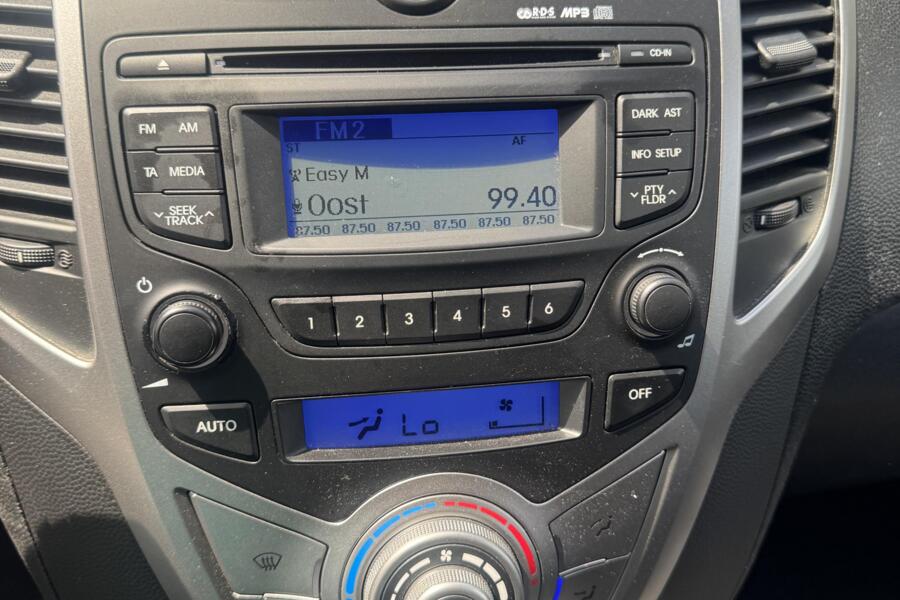 RDS MP3
CD-IN
FM AM
TA MEDIA
SEEK
TRACK
FM2
ST AF
Easy M
Oost 99.40
87.50 87.50 87.50 87.50 87.50 87.50
DARK AST
INFO SETUP
PTY
FLDR
1 2 3 4 5 6
AUTO
Lo
OFF